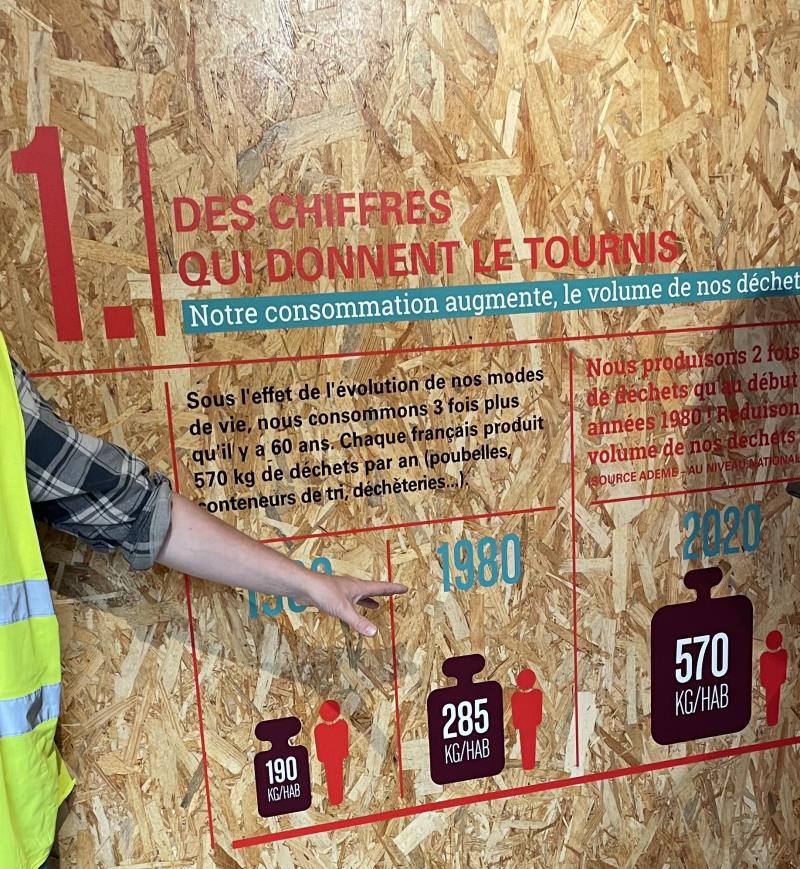 1.
DES CHIFFRES
QUI DONNENT LE TOURNIS
Notre consommation augmente, le volume de nos déchet
Sous l'effet de l'évolution de nos modes
de vie, nous consommons 3 fois plus
qu'il y a 60 ans. Chaque français produit
570 kg de déchets par an (poubelles,
conteneurs de tri, déchèteries...).
Nous produisons 2 fois
de déchets qu'au début
années 1980 ! Réduison
volume de nos déchets
(SOURCE ADEME - AU NIVEAU NATIONAL
1980
2020
190
KG/HAB
285
KG/HAB
570
KG/HAB